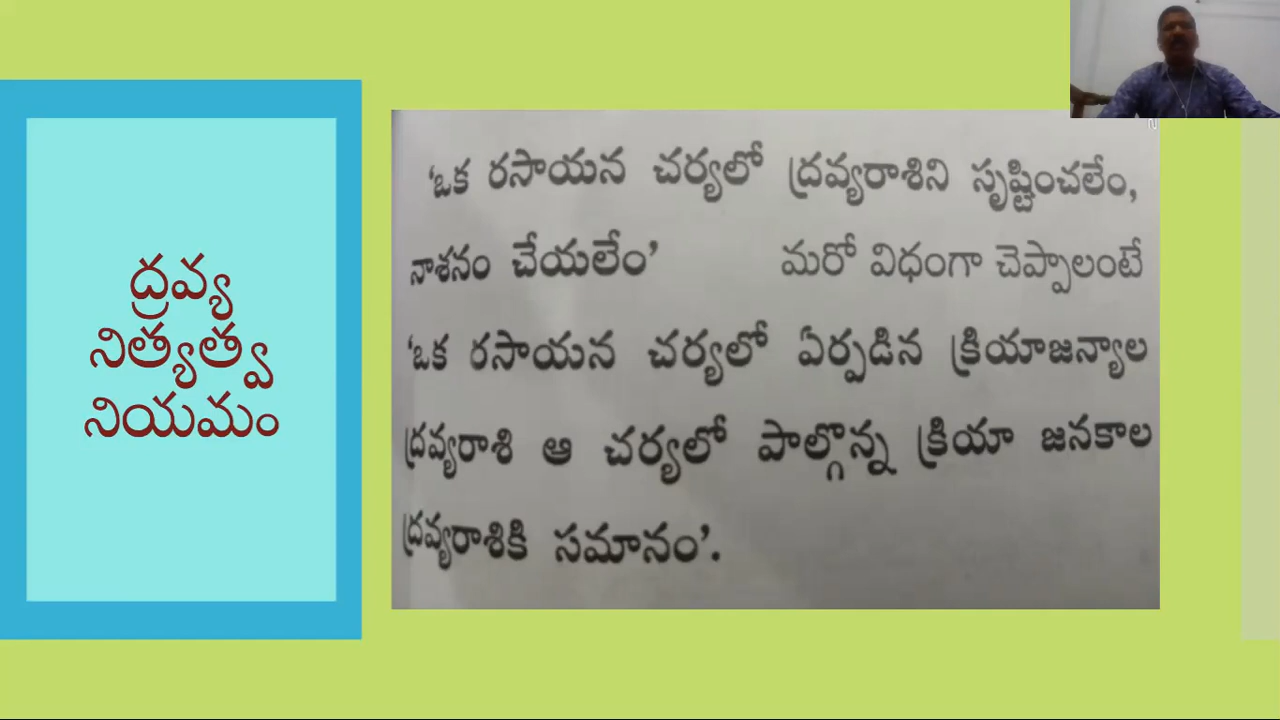 ద్రవ్య
నిత్యత్వ
నియమం
‘ఒక రసాయన చర్యలో ద్రవ్యరాశిని సృష్టించలేం,
నాశనం చేయలేం’ మరో విధంగా చెప్పాలంటే
‘ఒక రసాయన చర్యలో ఏర్పడిన క్రియాజన్యాల
ద్రవ్యరాశి ఆ చర్యలో పాల్గొన్న క్రియా జనకాల
ద్రవ్యరాశికి సమానం’.